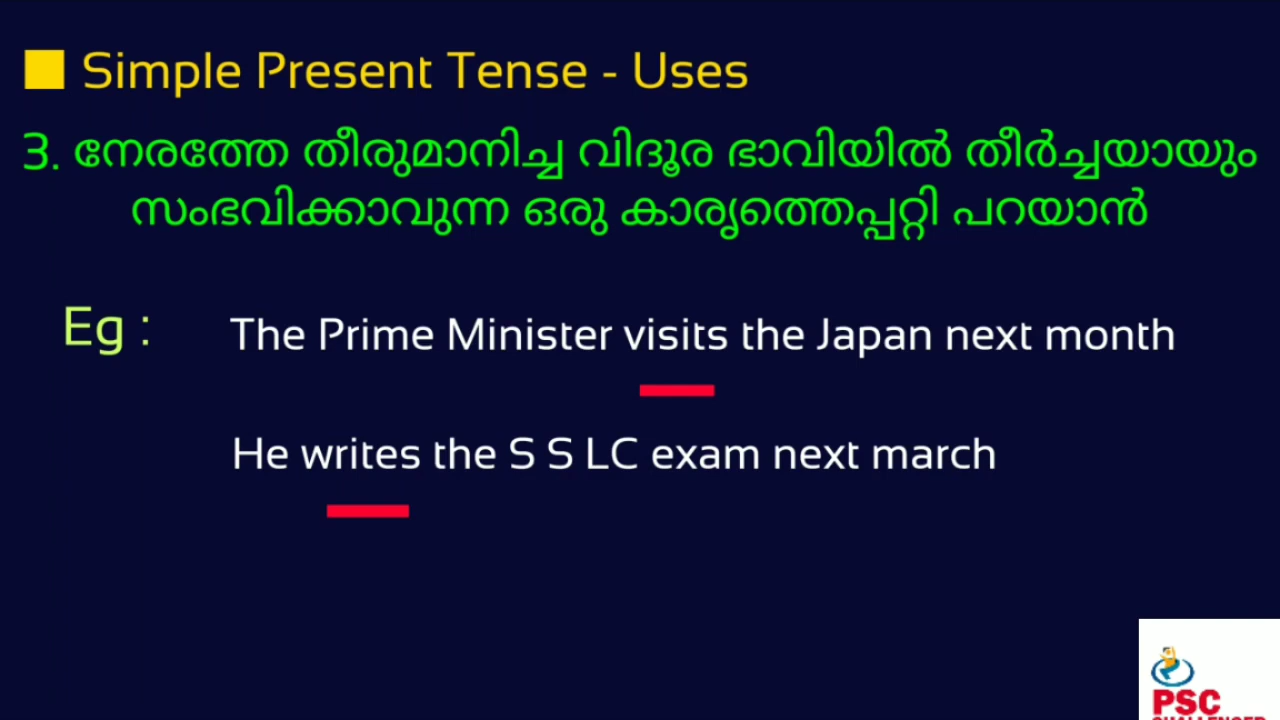 Simple Present Tense - Uses
3. നേരത്തേ തീരുമാനിച്ച വിദൂര ഭാവിയിൽ തീർച്ചയായും
സംഭവിക്കാവുന്ന ഒരു കാര്യത്തെപ്പറ്റി പറയാൻ
Eg : The Prime Minister visits the Japan next month
He writes the S S LC exam next march
PSC